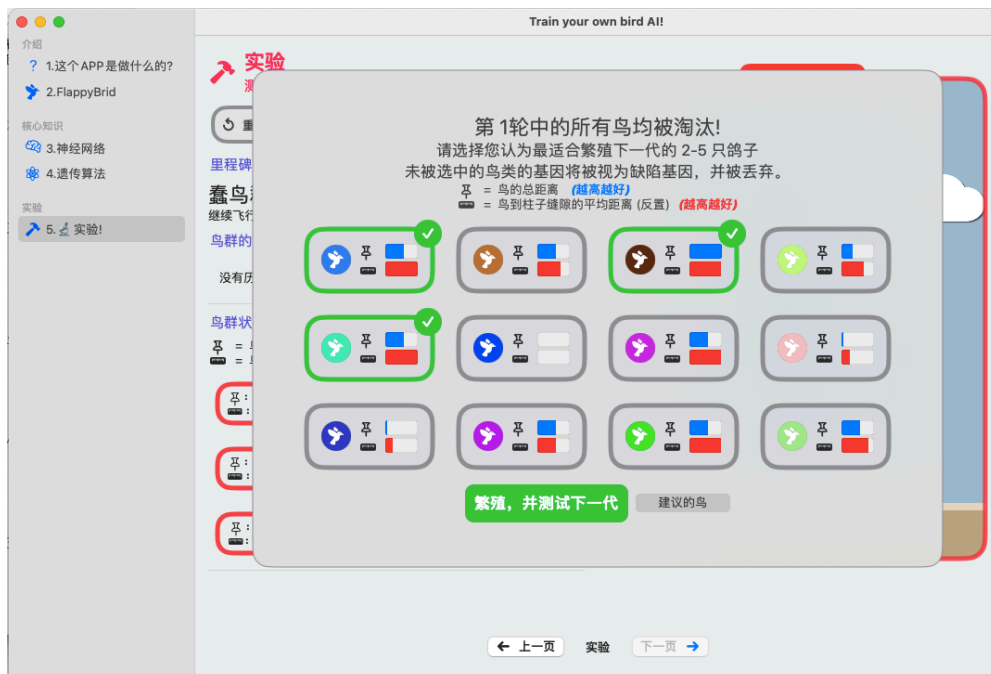 Train your own bird AI!
介绍
? 1.这个APP是做什么的?
2.FlappyBrid
核心知识
3.神经网络
4.遗传算法
实验
5. 实验!
实验
里程碑
继续飞行
鸟群的
没有历
鸟群状
第 1轮中的所有鸟均被淘汰!
请选择您认为最适合繁殖下一代的 2-5 只鸽子
未被选中的鸟类的基因将被视为缺陷基因，并被丢弃。
= 鸟的总距离 (越高越好)
= 鸟到柱子缝隙的平均距离 (反置) (越高越好)
繁殖，并测试下一代
建议的鸟
上一页
实验
下一页